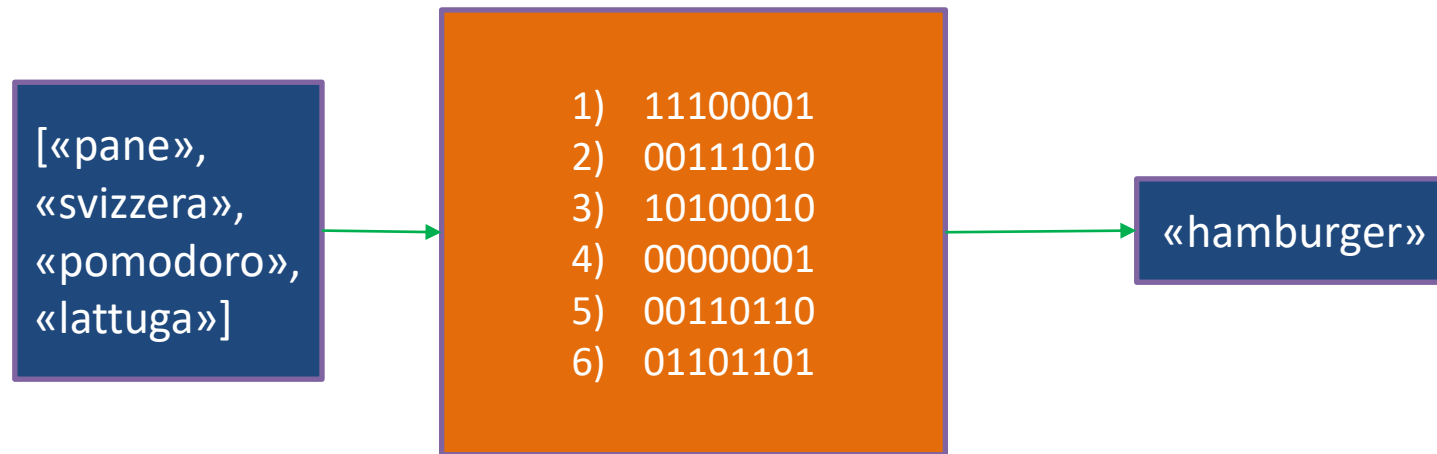 [«pane»,
«svizzera»,
«pomodoro»,
«lattuga»]
1) 11100001
2) 00111010
3) 10100010
4) 00000001
5) 00110110
6) 01101101
«hamburger»